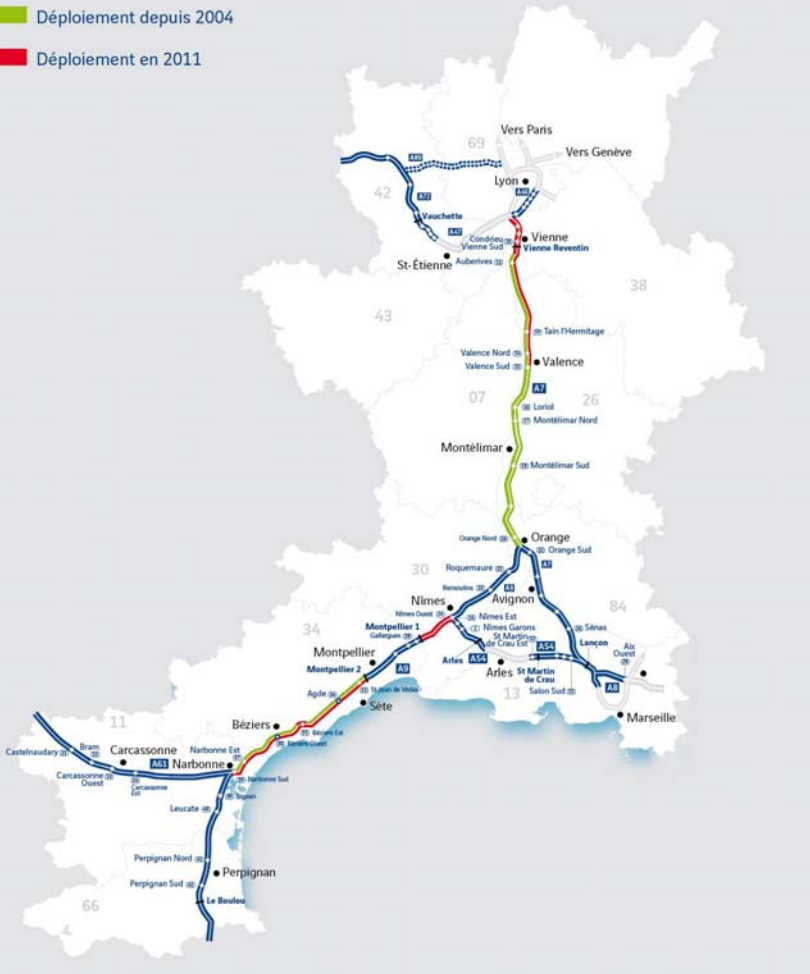 Déploiement depuis 2004
Déploiement en 2011
Vers Paris
69
Vers Genève
A89
Lyon
A46
42
A72
Vauchette
A47
Condrieu
Vienne
Vienne Sud
Vienne Reventin
St-Étienne
Auberives
38
43
Tain l'Hermitage
Valence Nord
Valence
Valence Sud
A7
07
26
Loriol
Montélimar Nord
Montélimar
Montélimar Sud
Orange Nord
Orange
Orange Sud
30
Roquemaure
A7
Remoulins
A9
Avignon
84
Nîmes
Nîmes Ouest
Nîmes Est
34
Montpellier 1
Nîmes Garons
Sénas
Gallargues
St Martin
de Crau Est
Lançon
Aix
Ouest
Montpellier
A54
Arles
A54
Montpellier 2
A9
Arles
St Martin
de Crau
A8
St Jean de Védas
Agde
13
Salon Sud
Sète
Marseille
11
Béziers
Béziers Est
Béziers Ouest
Castelnaudary
Bram
Carcassonne
Narbonne Est
A61
Narbonne
Carcassonne
Ouest
Carcassonne
Est
Narbonne Sud
Sigean
Leucate
Perpignan Nord
Perpignan
Perpignan Sud
Le Boulou
66